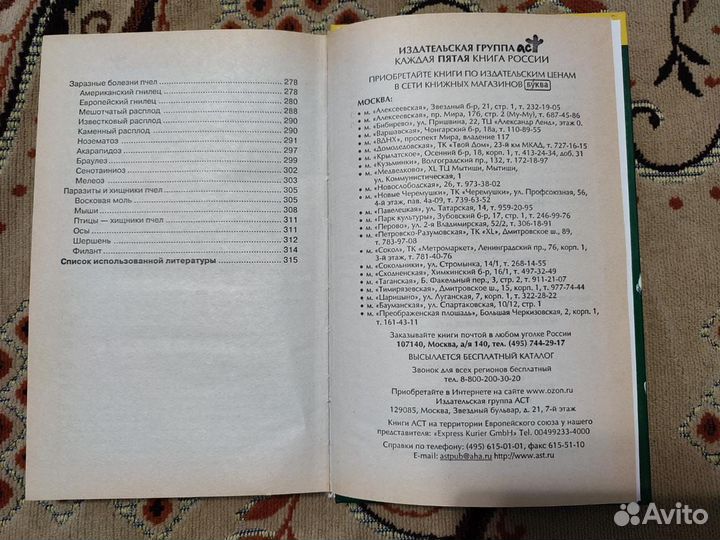 Заразные болезни пчел 278
Американский гнилец 278
Европейский гнилец 280
Мешотчатый расплод 288
Известковый расплод 290
Каменный расплод 290
Нозематоз 291
Акарапидоз 297
Браулез 299
Сенотаиноз 302
Мелеоз 303
Паразиты и хищники пчел 305
Восковая моль 305
Мыши 308
Птицы — хищники пчел 311
Осы 311
Шершень 312
Филант 314
Список использованной литературы 315
ИЗДАТЕЛЬСКАЯ ГРУППА АСТ
КАЖДАЯ ПЯТАЯ КНИГА РОССИИ
ПРИОБРЕТАЙТЕ КНИГИ ПО ИЗДАТЕЛЬСКИМ ЦЕНАМ
В СЕТИ КНИЖНЫХ МАГАЗИНОВ БУКВА
МОСКВА:
• м. «Алексеевская», Звездный б-р, 21, стр. 1, т. 232-19-05
• м. «Алексеевская», пр. Мира, 176, стр. 2 (Му-Му), т. 687-45-86
• м. «Бибирево», ул. Пришвина, 22, ТЦ «Александр Ленд», этаж 0.
• м. «Варшавская», Чонгарский б-р, 18а, т. 110-89-55
• м. «ВДНХ», проспект Мира, владение 117
• м. «Домодедовская», ТК «Твой Дом», 23-й км МКАД, т. 727-16-15
• м. «Крылатское», Осенний б-р, 18, корп. 1, т. 413-24-34, доб. 31
• м. «Кузьминки», Волгоградский пр., 132, т. 172-18-97
• м. «Медведково», XL ТЦ Мытищи, Мытищи,
ул. Коммунистическая, 1
• м. «Новослободская», 26, т. 973-38-02
• м. «Новые Черемушки», ТК «Черемушки», ул. Профсоюзная, 56,
4-й этаж, пав. 4а-09, т. 739-63-52
• м. «Павелецкая», ул. Татарская, 14, т. 959-20-95
• м. «Парк культуры», Зубовский б-р, 17, стр. 1, т. 246-99-76
• м. «Перово», ул. 2-я Владимирская, 52/2, т. 306-18-91
• м. «Петровско-Разумовская», ТК «XL», Дмитровское ш., 89,
т. 783-97-08
• м. «Сокол», ТК «Метромаркет», Ленинградский пр., 76, корп. 1,
3-й этаж, т. 781-40-76
• м. «Сокольники», ул. Стромынка, 14/1, т. 268-14-55
• м. «Сходненская», Химкинский б-р, 16/1, т. 497-32-49
• м. «Таганская», Б. Факельный пер., 3, стр. 2, т. 911-21-07
• м. «Тимирязевская», Дмитровское ш., 15, корп. 1, т. 977-74-44
• м. «Царицыно», ул. Луганская, 7, корп. 1, т. 322-28-22
• м. «Бауманская», ул. Спартаковская, 10/12, стр. 1
• м. «Преображенская площадь», Большая Черкизовская, 2, корп. 1,
т. 161-43-11
Заказывайте книги почтой в любом уголке России
107140, Москва, а/я 140, тел. (495) 744-29-17
ВЫСЫЛАЕТСЯ БЕСПЛАТНЫЙ КАТАЛОГ
Звонок для всех регионов бесплатный
тел. 8-800-200-30-20
Приобретайте в Интернете на сайте www.ozon.ru
Издательская группа АСТ
129085, Москва, Звездный бульвар, д. 21, 7-й этаж
Книги АСТ на территории Европейского союза у нашего
представителя: «Express Kurier GmbH» Tel. 00499233-4000
Справки по телефону: (495) 615-01-01, факс 615-51-10
E-mail: astpub@aha.ru http://www.ast.ru
Avito